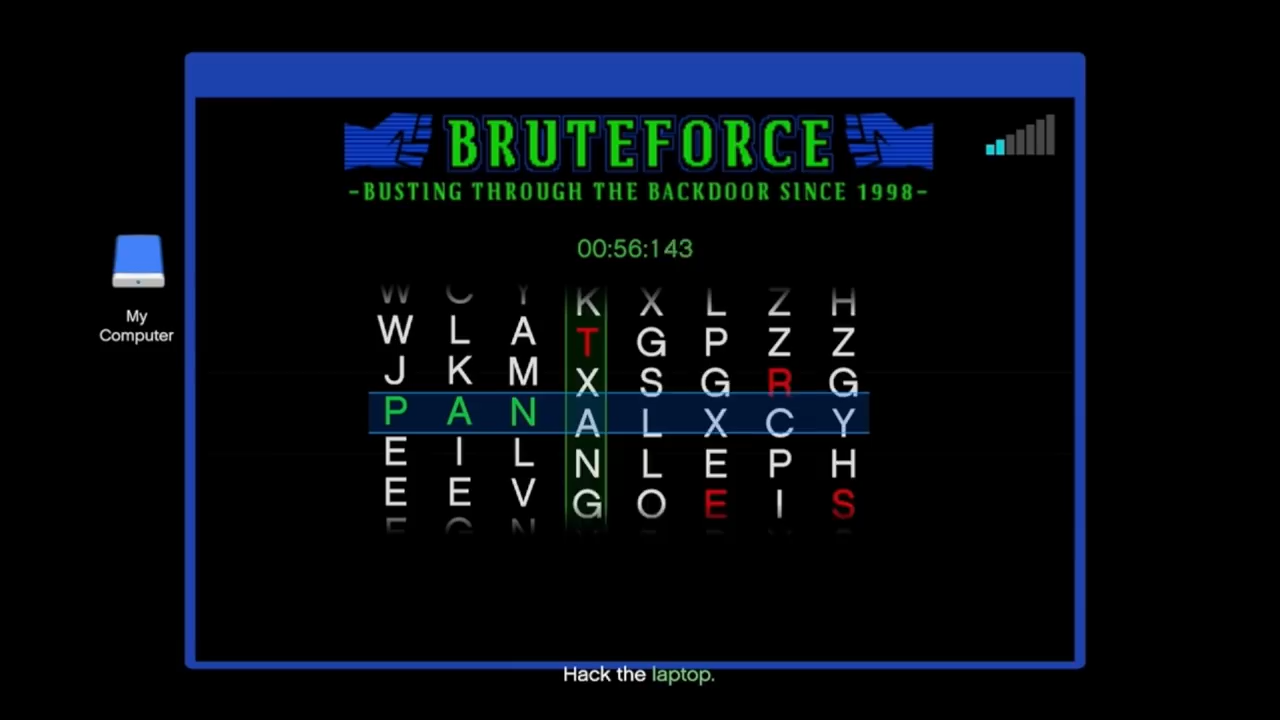 BRUTEFORCE
-BUSTING THROUGH THE BACKDOOR SINCE 1998-
00:56:143
My
Computer
W C Y K X L Z H
W L A T G P Z Z
J K M X S G R G
P A N A L X C Y
E I L N L E P H
E E V G O E I S
Hack the laptop.